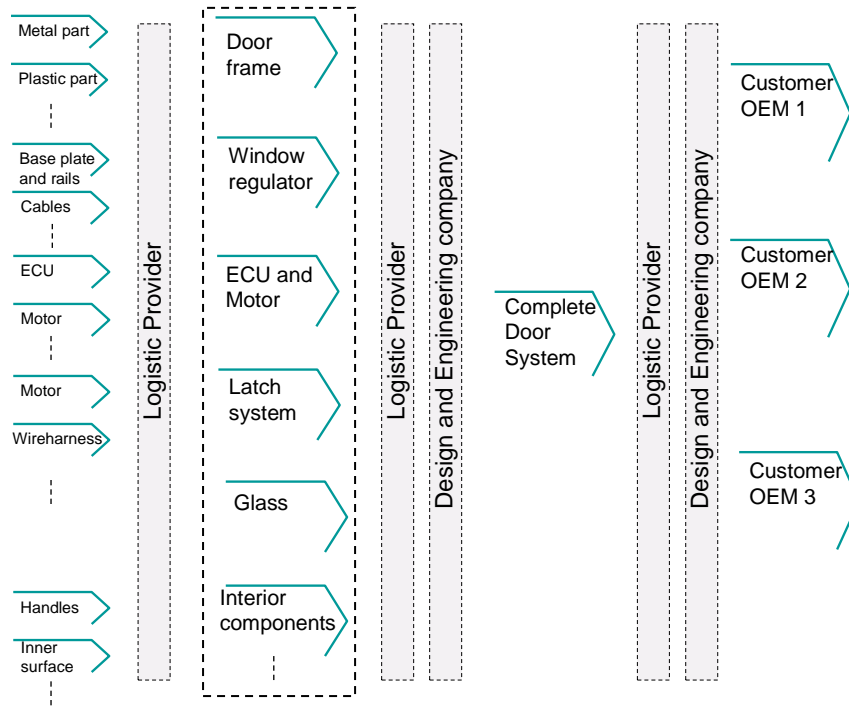 Metal part
Plastic part
Base plate
and rails
Cables
ECU
Motor
Motor
Wireharness
Handles
Inner
surface
Logistic Provider
Door
frame
Window
regulator
ECU and
Motor
Latch
system
Glass
Interior
components
Logistic Provider
Design and Engineering company
Complete
Door
System
Logistic Provider
Design and Engineering company
Customer
OEM 1
Customer
OEM 2
Customer
OEM 3